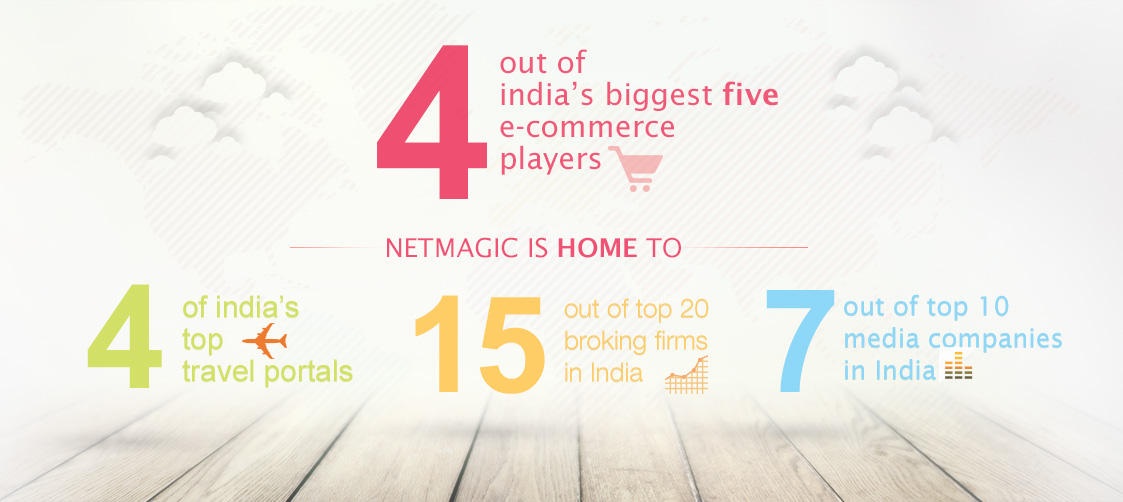 4
out of
india's biggest five
e-commerce
players
NETMAGIC IS HOME TO
4
of india's
top
travel portals
15
out of top 20
broking firms
in India
7
out of top 10
media companies
in India